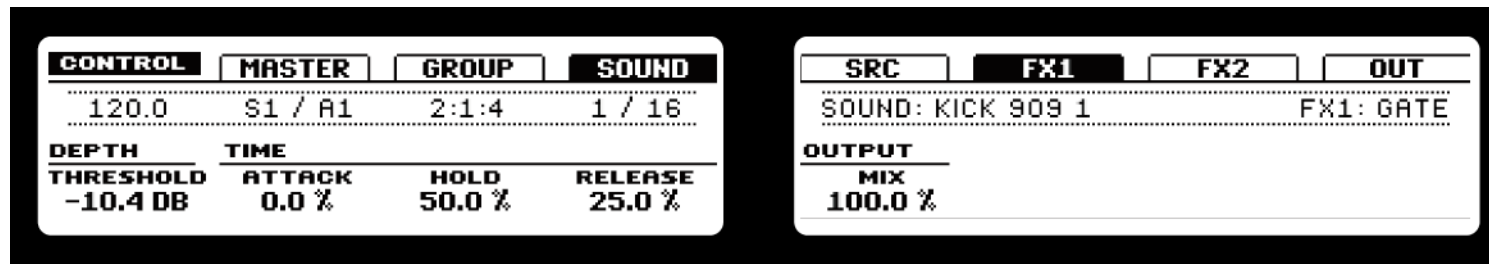 CONTROL MASTER GROUP SOUND
120.0 S1 / A1 2:1:4 1 / 16
DEPTH TIME
THRESHOLD ATTACK HOLD RELEASE
-10.4 DB 0.0 % 50.0 % 25.0 %
SRC FX1 FX2 OUT
SOUND: KICK 909 1 FX1: GATE
OUTPUT
MIX
100.0 %